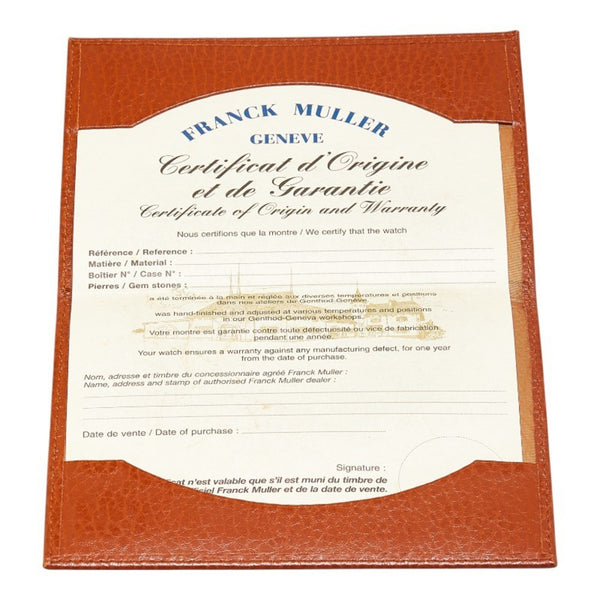 FRANCK MULLER
GENEVE
Certificat d'Origine
et de Garantie
Certificate of Origin and Warranty
Nous certifions que la montre / We certify that the watch
Référence / Reference :
Matière / Material :
Boîtier N° / Case N° :
Pierres / Gem stones :
a été terminée à la main et réglée aux diverses températures et positions
dans nos ateliers de Genthod-Genève.
was hand-finished and adjusted at various temperatures and positions
in our Genthod-Geneva workshops.
Votre montre est garantie contre toute défectuosité ou vice de fabrication,
pendant une année.
Your watch ensures a warranty against any manufacturing defect, for one year
from the date of purchase.
Nom, adresse et timbre du concessionnaire agréé Franck Muller :
Name, address and stamp of authorised Franck Muller dealer :
Date de vente / Date of purchase :
Signature :
n'est valable que s'il est muni du timbre de
Franck Muller et de la date de vente.